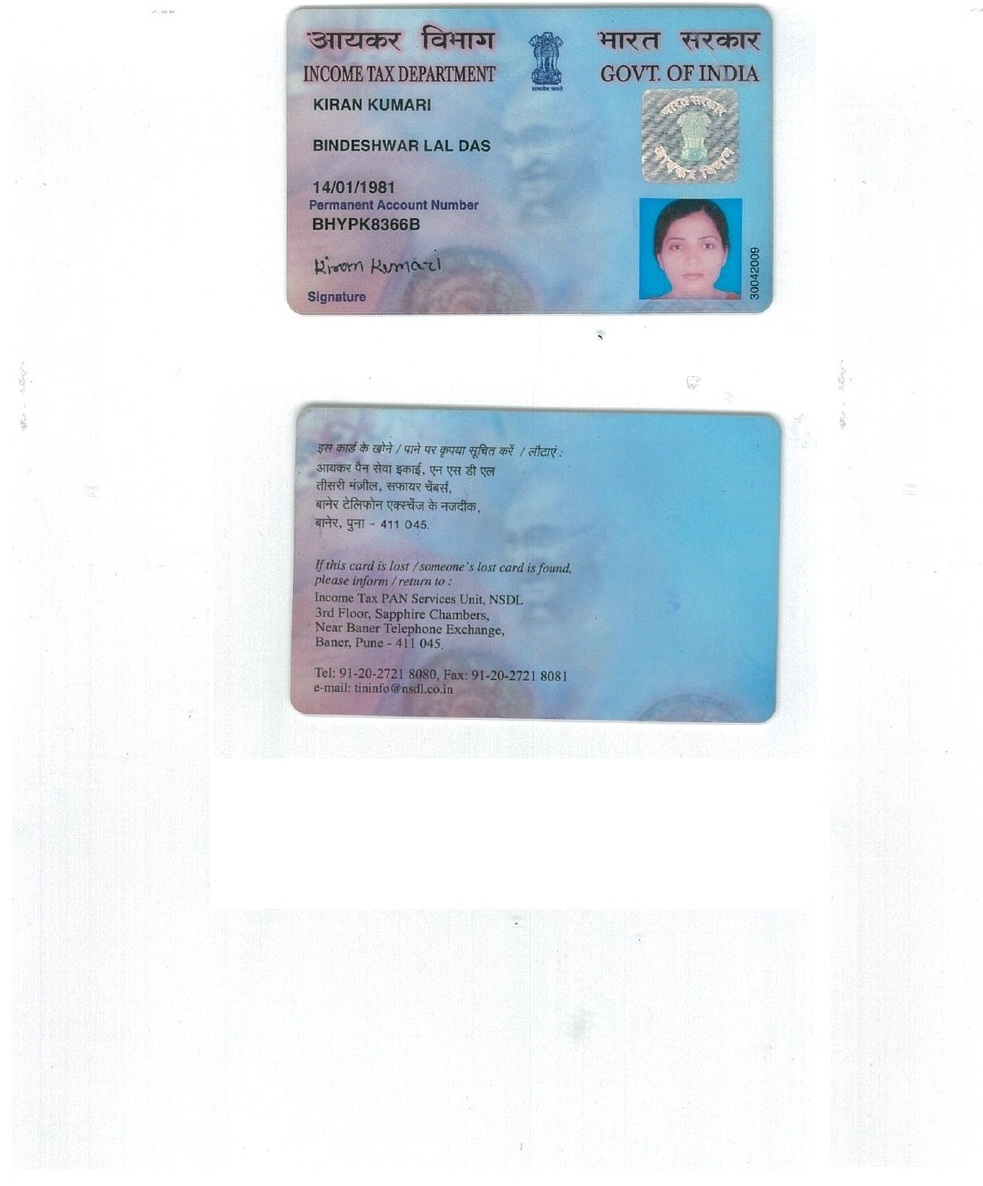 आयकर विभाग
भारत सरकार
INCOME TAX DEPARTMENT
GOVT. OF INDIA
सत्यमेव जयते
KIRAN KUMARI
भारत सरकार
आयकर विभाग
BINDESHWAR LAL DAS
14/01/1981
Permanent Account Number
BHYPK8366B
Kiran Kumari
Signature
30042009
इस कार्ड के खोने / पाने पर कृपया सूचित करें / लौटाएं :
आयकर पैन सेवा इकाई, एन एस डी एल
तीसरी मंज़ील, सफायर चेंबर्स,
बानेर टेलिफोन एक्स्चेंज के नजदीक,
बानेर, पुना - 411 045.
If this card is lost / someone's lost card is found,
please inform / return to :
Income Tax PAN Services Unit, NSDL
3rd Floor, Sapphire Chambers,
Near Baner Telephone Exchange,
Baner, Pune - 411 045.
Tel: 91-20-2721 8080, Fax: 91-20-2721 8081
e-mail: tininfo@nsdl.co.in